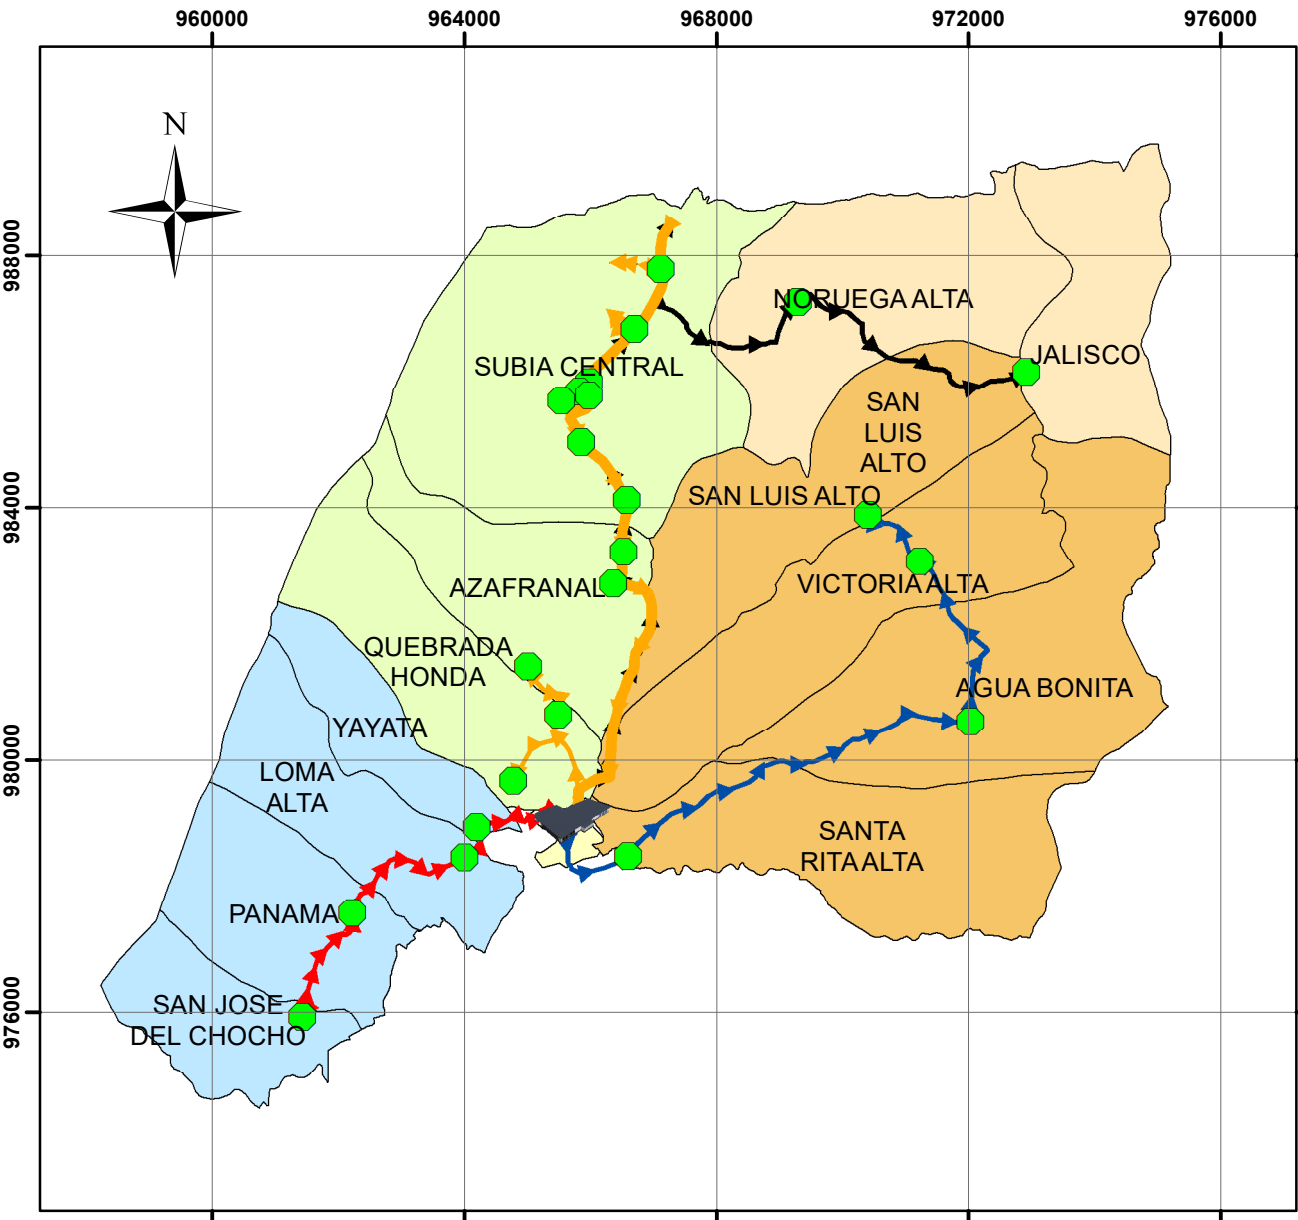 960000
964000
968000
972000
976000
N
988000
984000
980000
976000
NORUEGA ALTA
JALISCO
SUBIA CENTRAL
SAN
LUIS
ALTO
SAN LUIS ALTO
AZAFRANAL
VICTORIA ALTA
QUEBRADA
HONDA
AGUA BONITA
YAYATA
LOMA
ALTA
SANTA
RITA ALTA
PANAMA
SAN JOSE
DEL CHOCHO